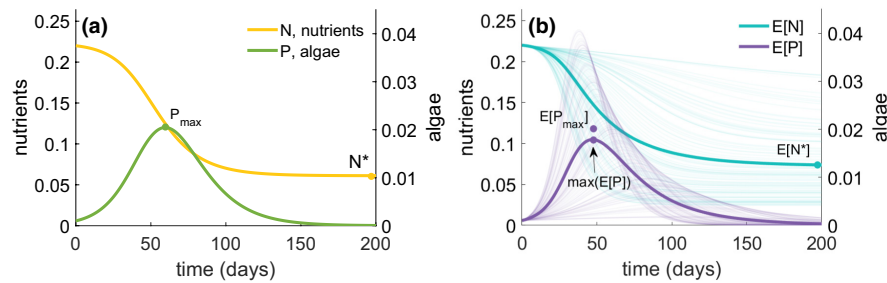 (a)
N, nutrients
P, algae
P_max
N*
0.25
0.2
0.15
0.1
0.05
0
nutrients
0.04
0.03
0.02
0.01
0
algae
0 50 100 150 200
time (days)
(b)
E[N]
E[P]
E[P_max]
max(E[P])
E[N*]
0.25
0.2
0.15
0.1
0.05
0
nutrients
0.04
0.03
0.02
0.01
0
algae
0 50 100 150 200
time (days)